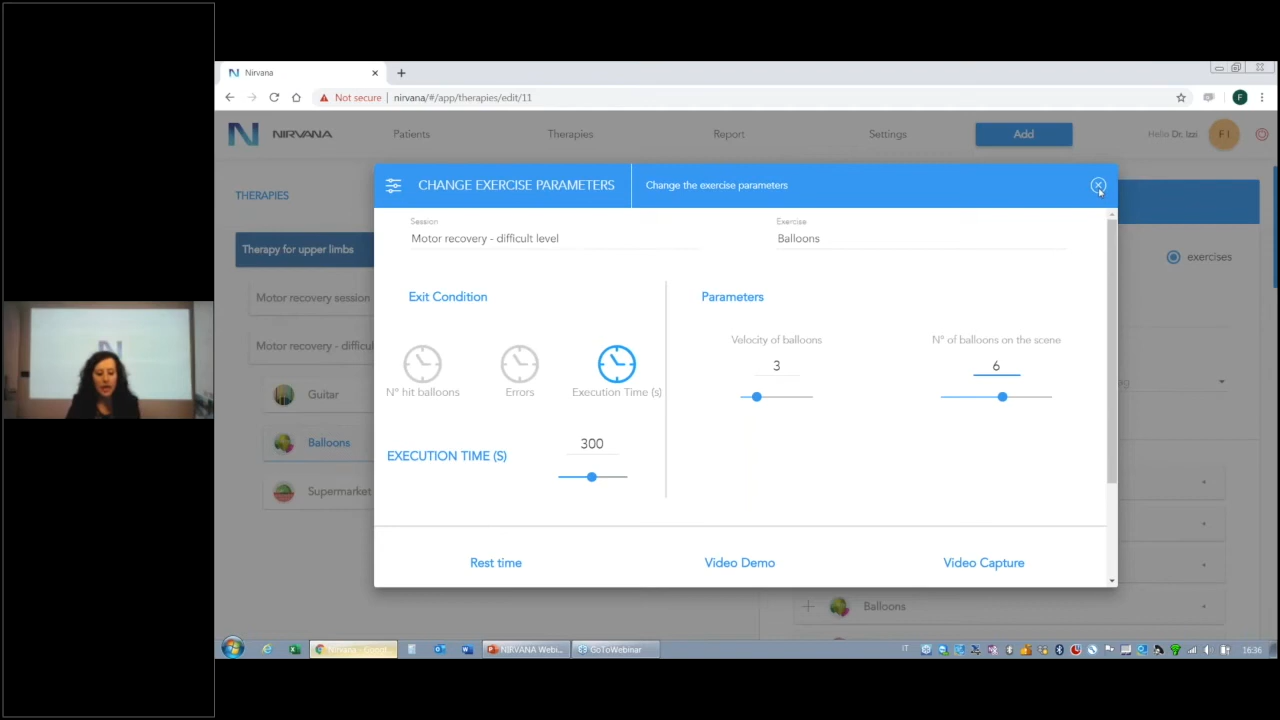 Nirvana
Not secure
nirvana/#/app/therapies/edit/11
F
NIRVANA
Patients
Therapies
Report
Settings
Add
Hello Dr. Izzi
F I
THERAPIES
CHANGE EXERCISE PARAMETERS
Change the exercise parameters
Session
Motor recovery - difficult level
Exercise
Balloons
Therapy for upper limbs
exercises
Motor recovery session
Exit Condition
Parameters
Motor recovery - difficul
Velocity of balloons
N° of balloons on the scene
3
6
N° hit balloons
Errors
Execution Time (s)
Guitar
Balloons
EXECUTION TIME (S)
300
Supermarket
Rest time
Video Demo
Video Capture
Balloons
Nirvana - Googl...
NIRVANA Webi...
GoToWebinar
IT
16:36